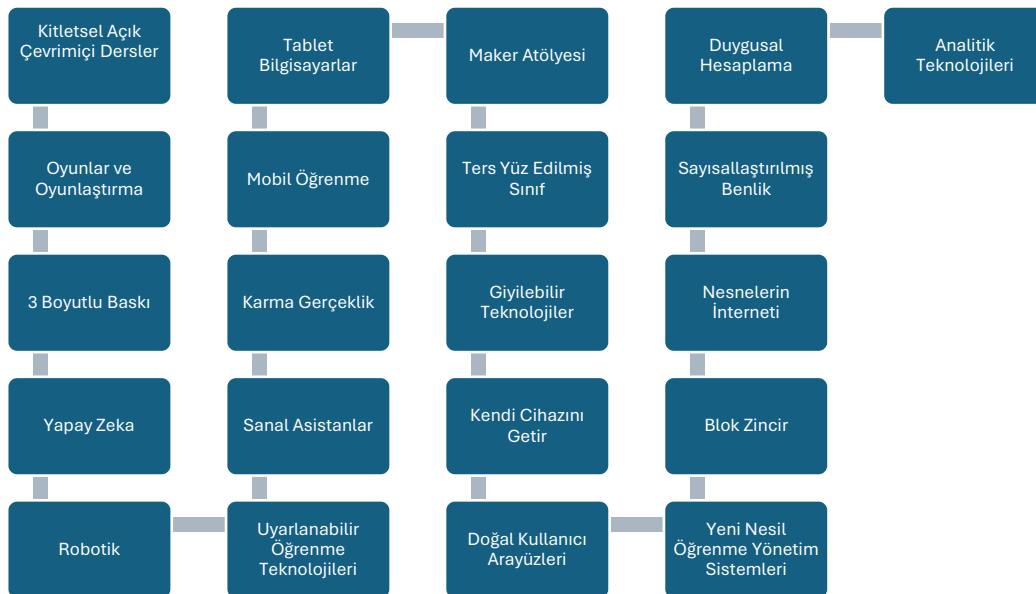 Kitletsel Açık
Çevrimiçi Dersler
Oyunlar ve
Oyunlaştırma
3 Boyutlu Baskı
Yapay Zeka
Robotik
Uyarlanabilir
Öğrenme
Teknolojileri
Sanal Asistanlar
Karma Gerçeklik
Mobil Öğrenme
Tablet
Bilgisayarlar
Maker Atölyesi
Ters Yüz Edilmiş
Sınıf
Giyilebilir
Teknolojiler
Kendi Cihazını
Getir
Doğal Kullanıcı
Arayüzleri
Yeni Nesil
Öğrenme Yönetim
Sistemleri
Blok Zincir
Nesnelerin
İnterneti
Sayısallaştırılmış
Benlik
Duygusal
Hesaplama
Analitik
Teknolojileri